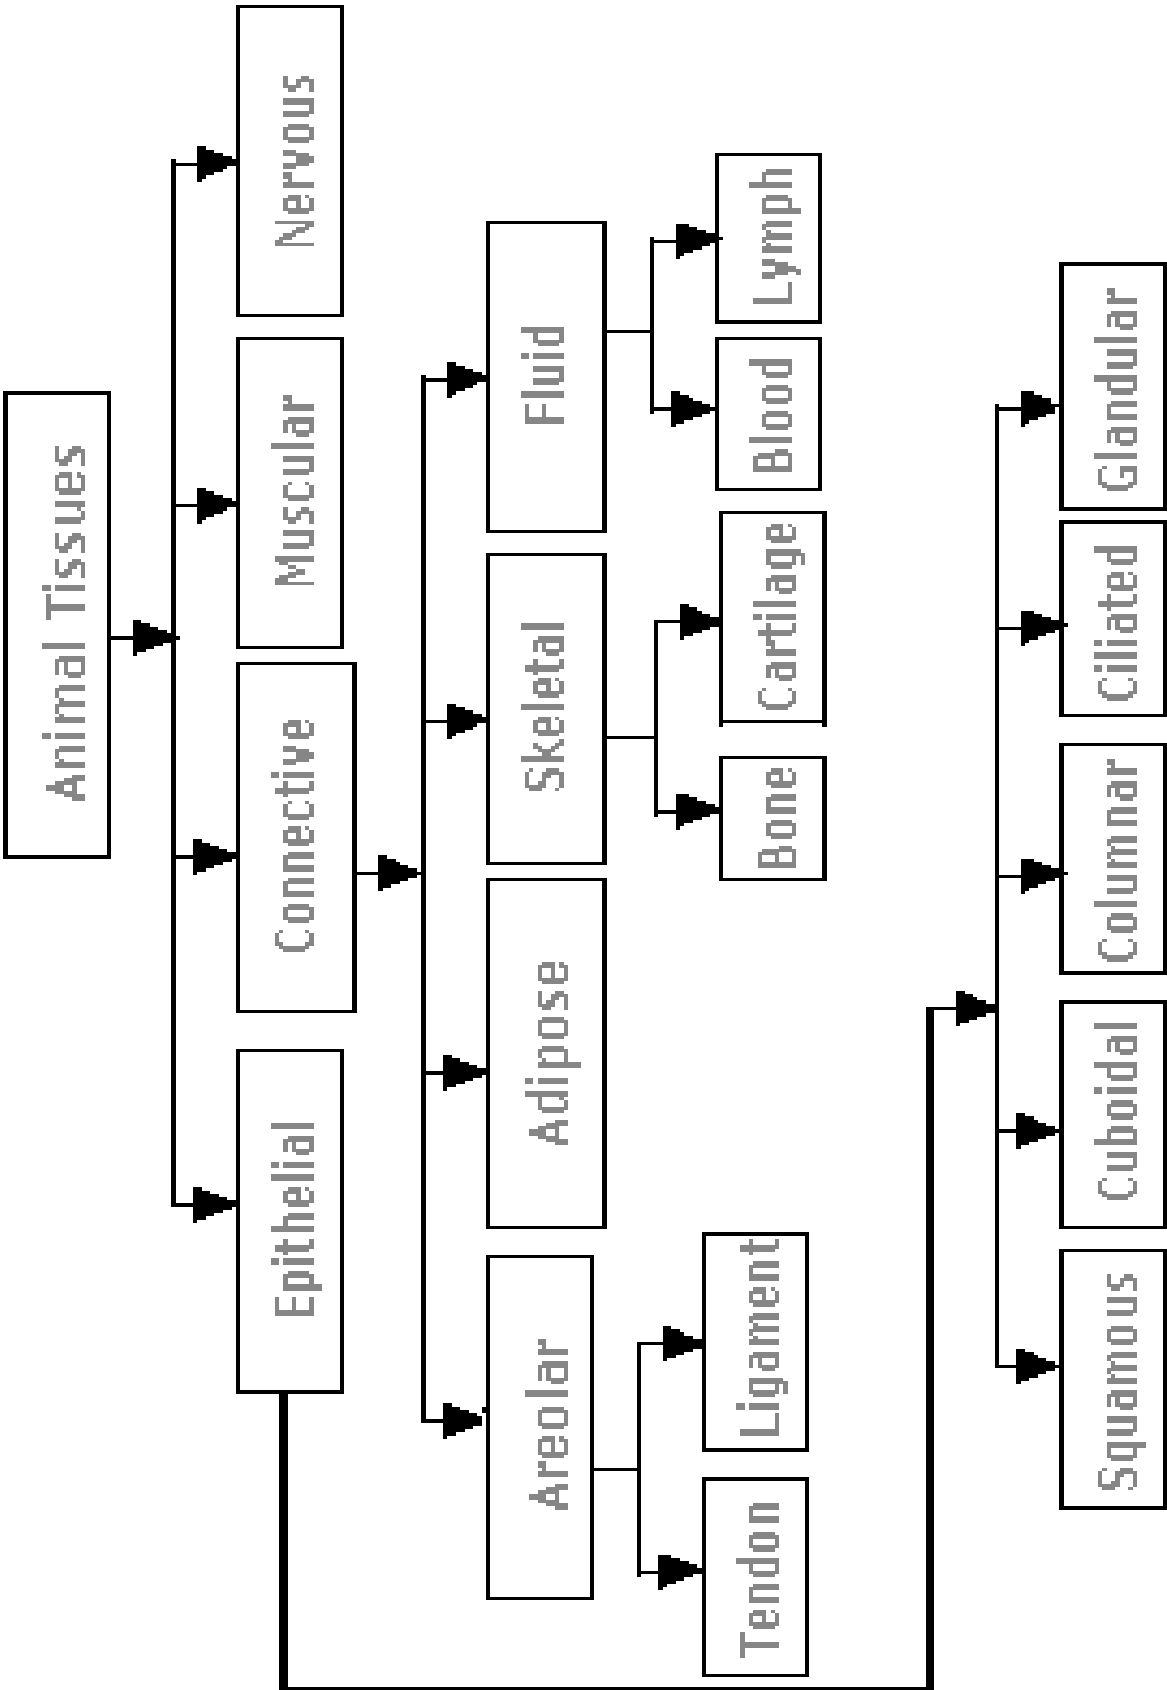 Animal Tissues
Epithelial
Connective
Muscular
Nervous
Areolar
Adipose
Skeletal
Fluid
Tendon
Ligament
Bone
Cartilage
Blood
Lymph
Squamous
Cuboidal
Columnar
Ciliated
Glandular